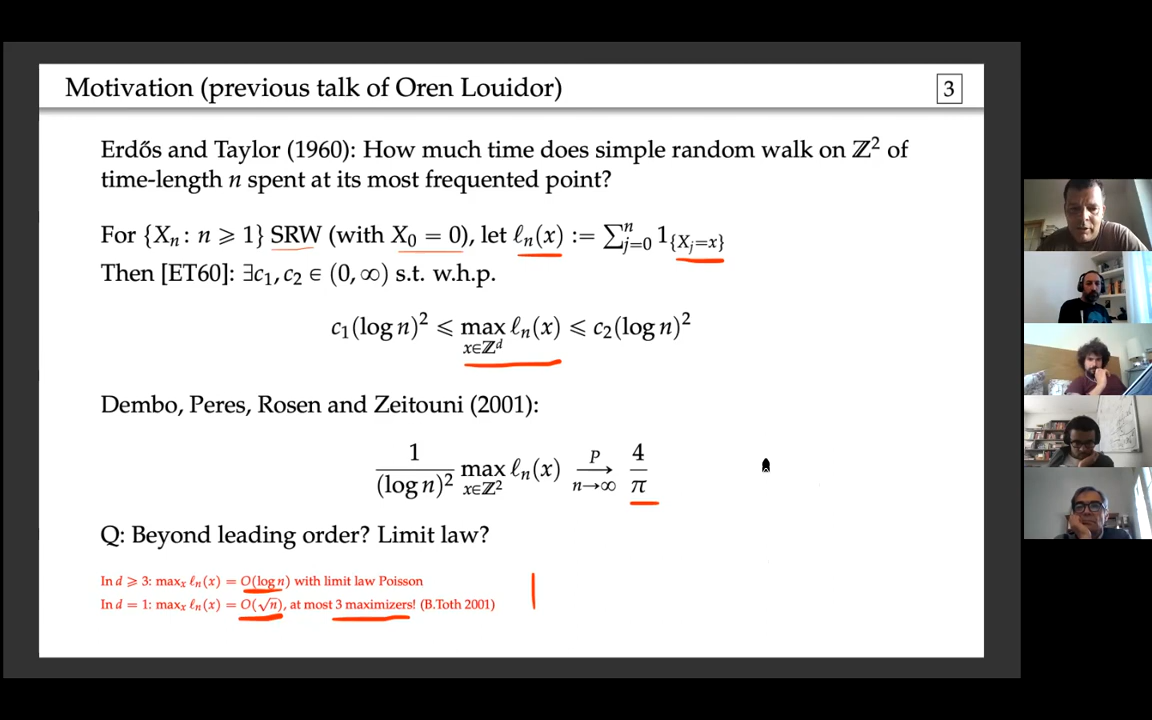 Motivation (previous talk of Oren Louidor)
3
Erdős and Taylor (1960): How much time does simple random walk on ℤ² of
time-length n spent at its most frequented point?
For {Xₙ : n ⩾ 1} SRW (with X₀ = 0), let ℓₙ(x) := ∑ⁿⱼ₌₀ 1_{Xⱼ=x}
Then [ET60]: ∃c₁, c₂ ∈ (0, ∞) s.t. w.h.p.
c₁(log n)² ⩽ max_{x∈ℤᵈ} ℓₙ(x) ⩽ c₂(log n)²
Dembo, Peres, Rosen and Zeitouni (2001):
1/(log n)² max_{x∈ℤ²} ℓₙ(x) →^P_{n→∞} 4/π
Q: Beyond leading order? Limit law?
In d ⩾ 3: maxₓ ℓₙ(x) = O(log n) with limit law Poisson
In d = 1: maxₓ ℓₙ(x) = O(√n), at most 3 maximizers! (B.Toth 2001)